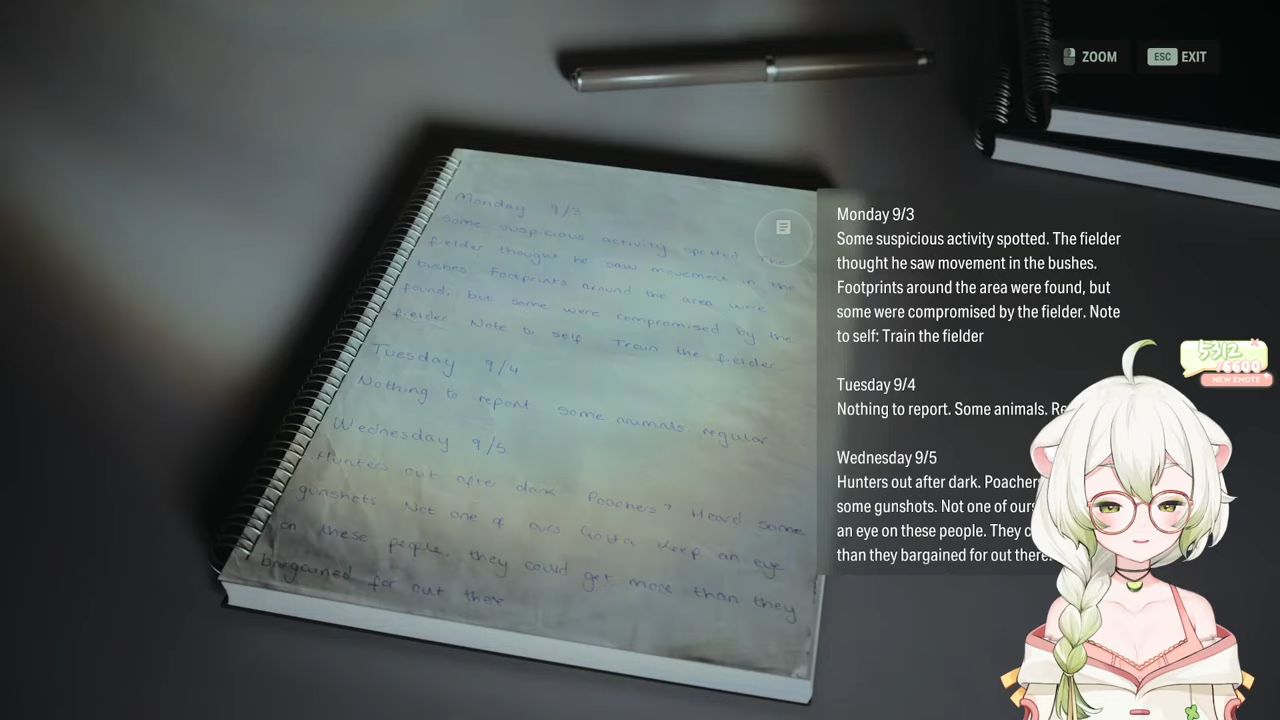 ZOOM
ESC EXIT
Monday 9/3
some suspicious activity spotted. The
fielder thought he saw movement in the
bushes. Footprints around the area were
found, but some were compromised by the
fielder. Note to self Train the fielder
Tuesday 9/4
Nothing to report some animals regular
Wednesday 9/5
Hunters out after dark. Poachers? Heard some
gunshots. Not one of ours. Gotta keep an eye
on these people, they could get more than they
bargained for out there
Monday 9/3
Some suspicious activity spotted. The fielder
thought he saw movement in the bushes.
Footprints around the area were found, but
some were compromised by the fielder. Note
to self: Train the fielder
Tuesday 9/4
Nothing to report. Some animals. Re
Wednesday 9/5
Hunters out after dark. Poacher
some gunshots. Not one of ours
an eye on these people. They c
than they bargained for out there.
5312
/6600
NEW EMOTE